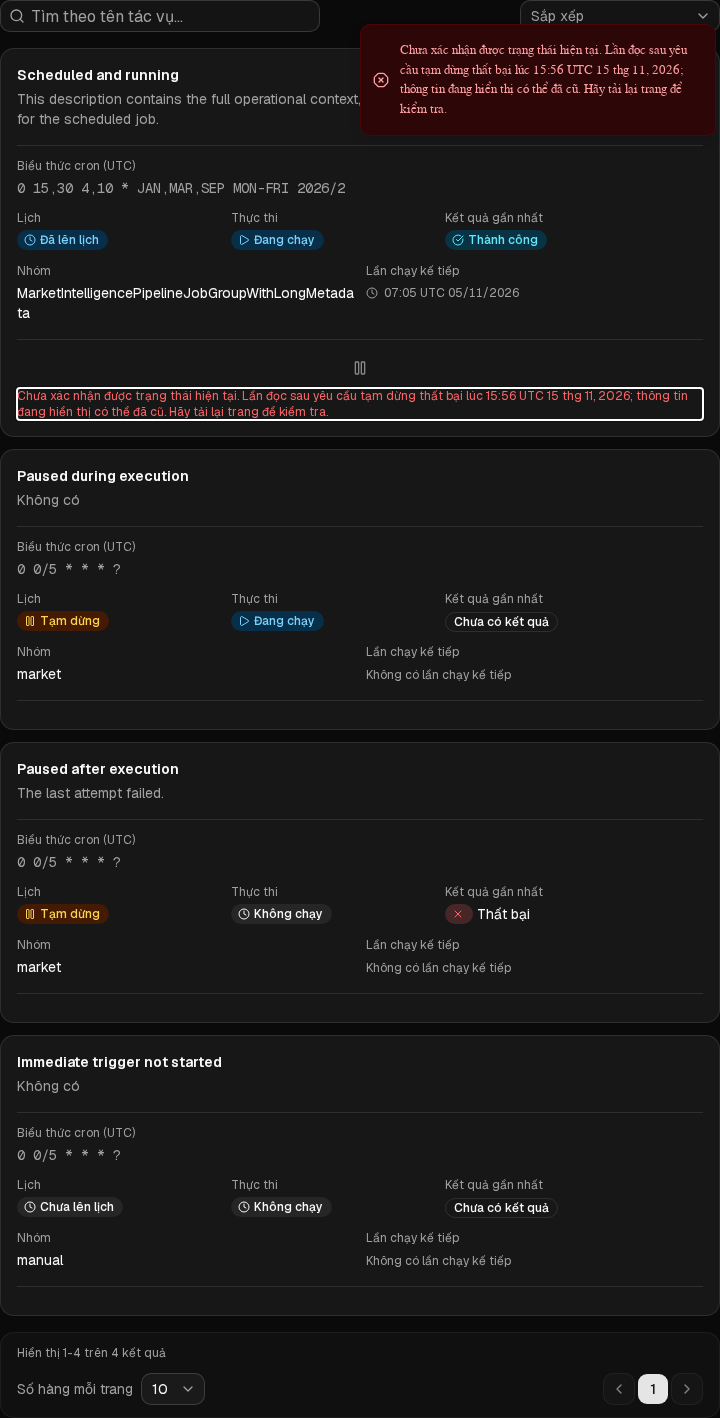 Tìm theo tên tác vụ...
Sắp xếp
Chưa xác nhận được trạng thái hiện tại. Lần đọc sau yêu
cầu tạm dừng thất bại lúc 15:56 UTC 15 thg 11, 2026;
thông tin đang hiển thị có thể đã cũ. Hãy tải lại trang để
kiểm tra.
Scheduled and running
This description contains the full operational context,
for the scheduled job.
Biểu thức cron (UTC)
0 15,30 4,10 * JAN,MAR,SEP MON-FRI 2026/2
Lịch
Thực thi
Kết quả gần nhất
Đã lên lịch
Đang chạy
Thành công
Nhóm
Lần chạy kế tiếp
MarketIntelligencePipelineJobGroupWithLongMetada
ta
07:05 UTC 05/11/2026
Chưa xác nhận được trạng thái hiện tại. Lần đọc sau yêu cầu tạm dừng thất bại lúc 15:56 UTC 15 thg 11, 2026; thông tin
đang hiển thị có thể đã cũ. Hãy tải lại trang để kiểm tra.
Paused during execution
Không có
Biểu thức cron (UTC)
0 0/5 * * * ?
Lịch
Thực thi
Kết quả gần nhất
Tạm dừng
Đang chạy
Chưa có kết quả
Nhóm
Lần chạy kế tiếp
market
Không có lần chạy kế tiếp
Paused after execution
The last attempt failed.
Biểu thức cron (UTC)
0 0/5 * * * ?
Lịch
Thực thi
Kết quả gần nhất
Tạm dừng
Không chạy
Thất bại
Nhóm
Lần chạy kế tiếp
market
Không có lần chạy kế tiếp
Immediate trigger not started
Không có
Biểu thức cron (UTC)
0 0/5 * * * ?
Lịch
Thực thi
Kết quả gần nhất
Chưa lên lịch
Không chạy
Chưa có kết quả
Nhóm
Lần chạy kế tiếp
manual
Không có lần chạy kế tiếp
Hiển thị 1-4 trên 4 kết quả
Số hàng mỗi trang
10
1